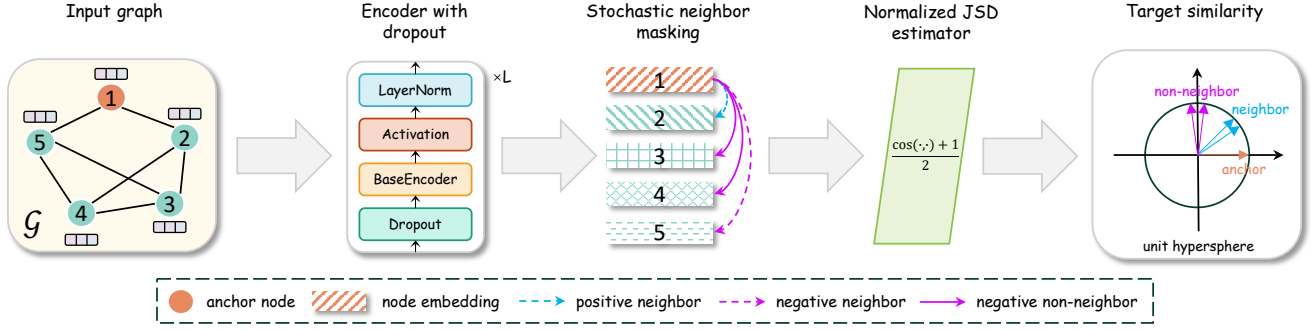 Input graph
Encoder with
dropout
Stochastic neighbor
masking
Normalized JSD
estimator
Target similarity
1
5
2
4
3
𝒢
×L
LayerNorm
Activation
BaseEncoder
Dropout
1
2
3
4
5
cos(·,·) + 1
2
non-neighbor
neighbor
anchor
unit hypersphere
anchor node
node embedding
positive neighbor
negative neighbor
negative non-neighbor